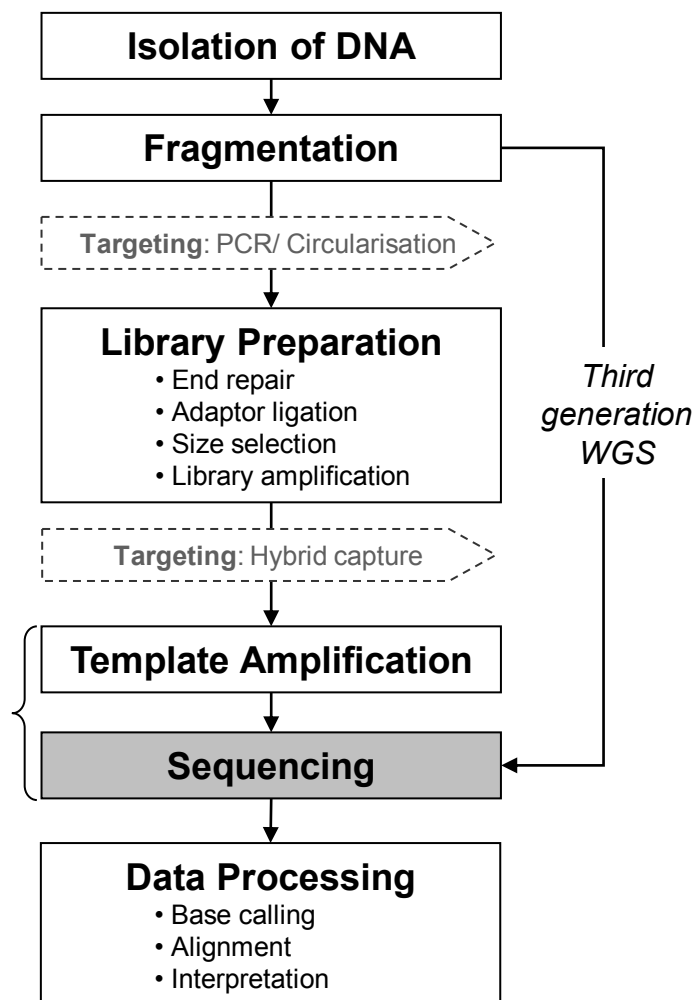 Isolation of DNA
Fragmentation
Targeting: PCR/ Circularisation
Library Preparation
• End repair
• Adaptor ligation
• Size selection
• Library amplification
Third
generation
WGS
Targeting: Hybrid capture
Template Amplification
Sequencing
Data Processing
• Base calling
• Alignment
• Interpretation